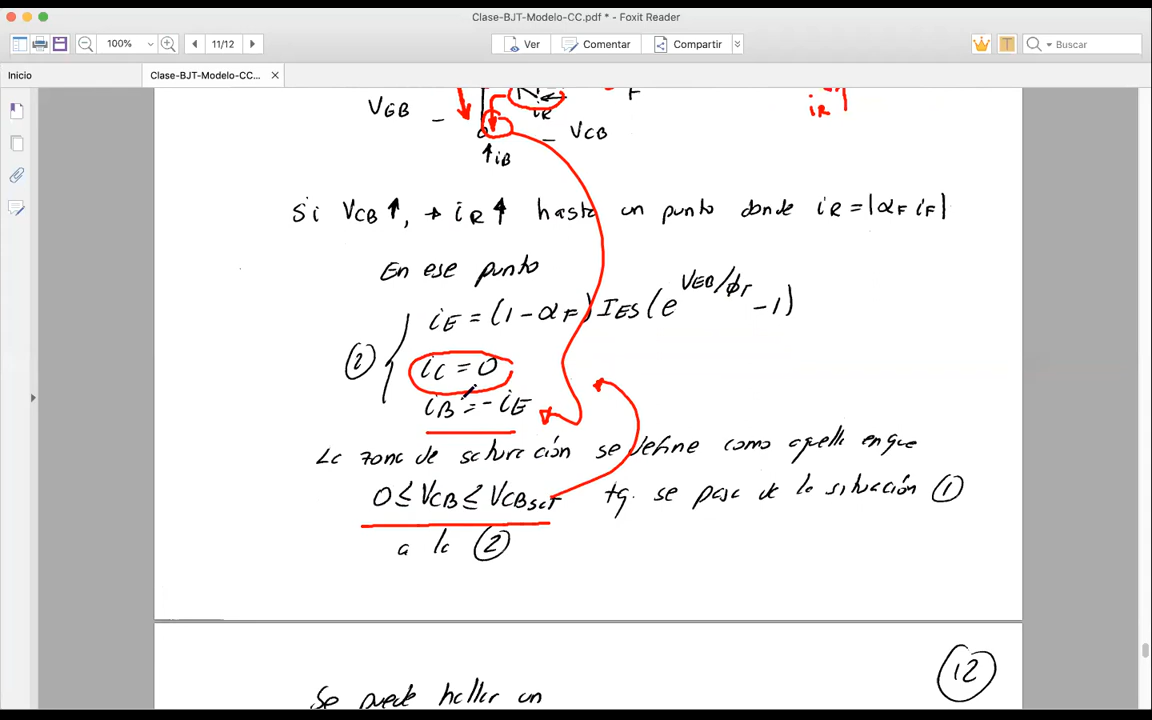 Clase-BJT-Modelo-CC.pdf * - Foxit Reader
100%
11/12
Ver
Comentar
Compartir
Buscar
Inicio
Clase-BJT-Modelo-CC...
VEB _
iR
F
iR
_ VCB
↑iB
Si VCB↑, → iR↑ hasta un punto donde iR = |αF iF|
En ese punto
iE = (1 - αF) IES (e^VEB/ϕT - 1)
② iC = 0
iB = - iE
La zona de saturación se define como aquella en que
0 ≤ VCB ≤ VCBsat tq. se pasa de la situación ①
a la ②
12
Se puede hallar un